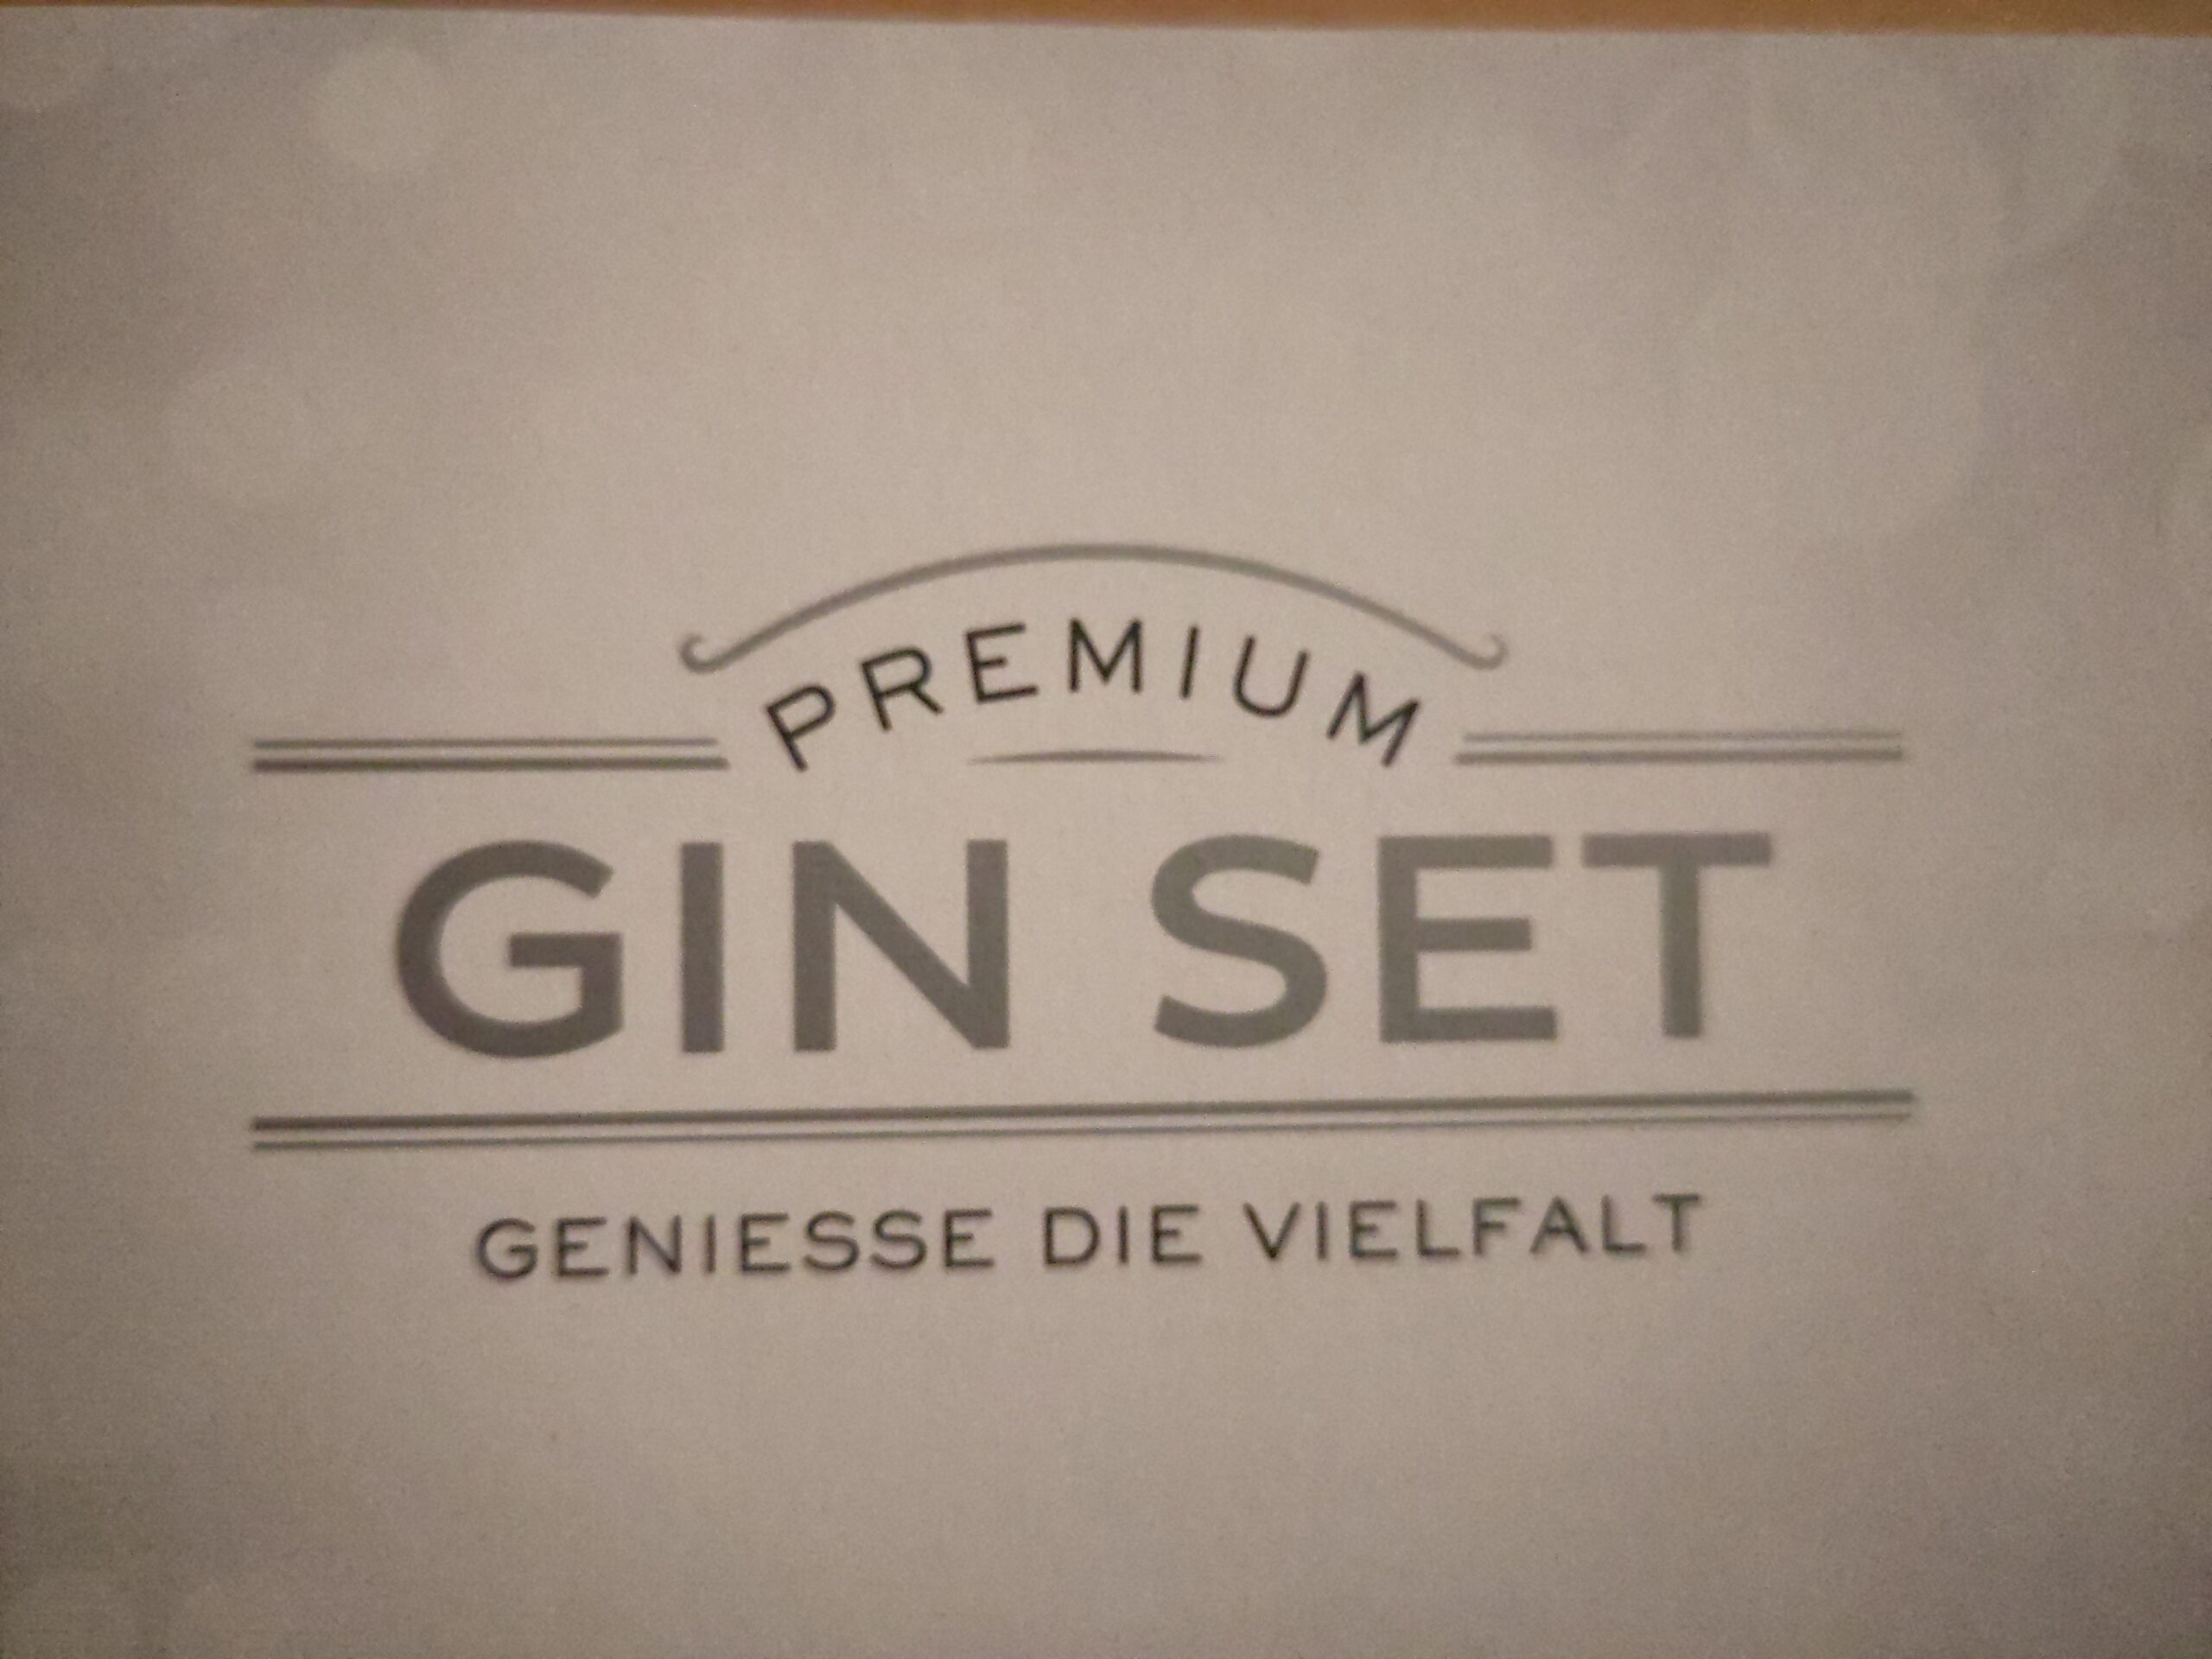 PREMIUM
GIN SET
GENIESSE DIE VIELFALT